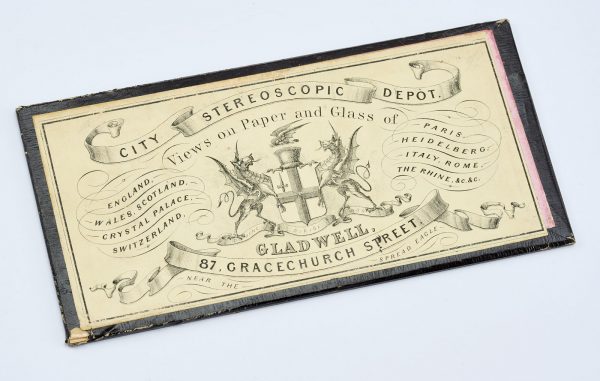 CITY STEREOSCOPIC DEPÔT.
Views on Paper and Glass of
ENGLAND,
WALES, SCOTLAND,
CRYSTAL PALACE,
SWITZERLAND,
PARIS,
HEIDELBERG
ITALY, ROME,
THE RHINE, &c. &c.
GLADWELL,
87, GRACECHURCH STREET,
NEAR THE SPREAD EAGLE.